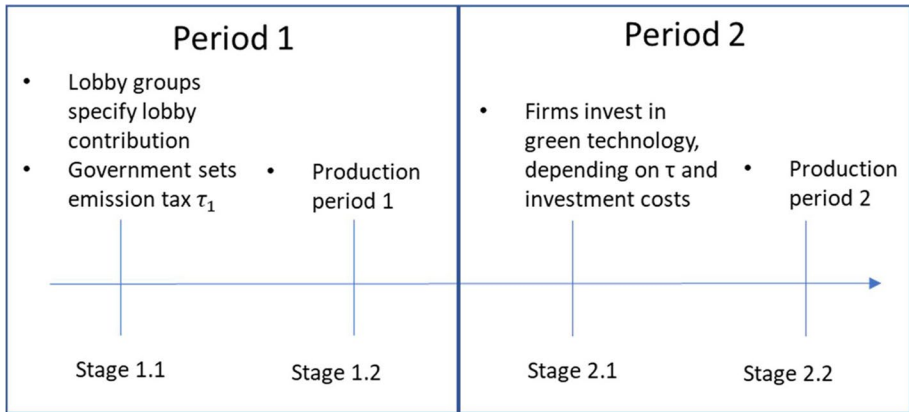 Period 1
• Lobby groups
specify lobby
contribution
• Government sets
emission tax τ₁
• Production
period 1
Stage 1.1
Stage 1.2
Period 2
• Firms invest in
green technology,
depending on τ and
investment costs
• Production
period 2
Stage 2.1
Stage 2.2